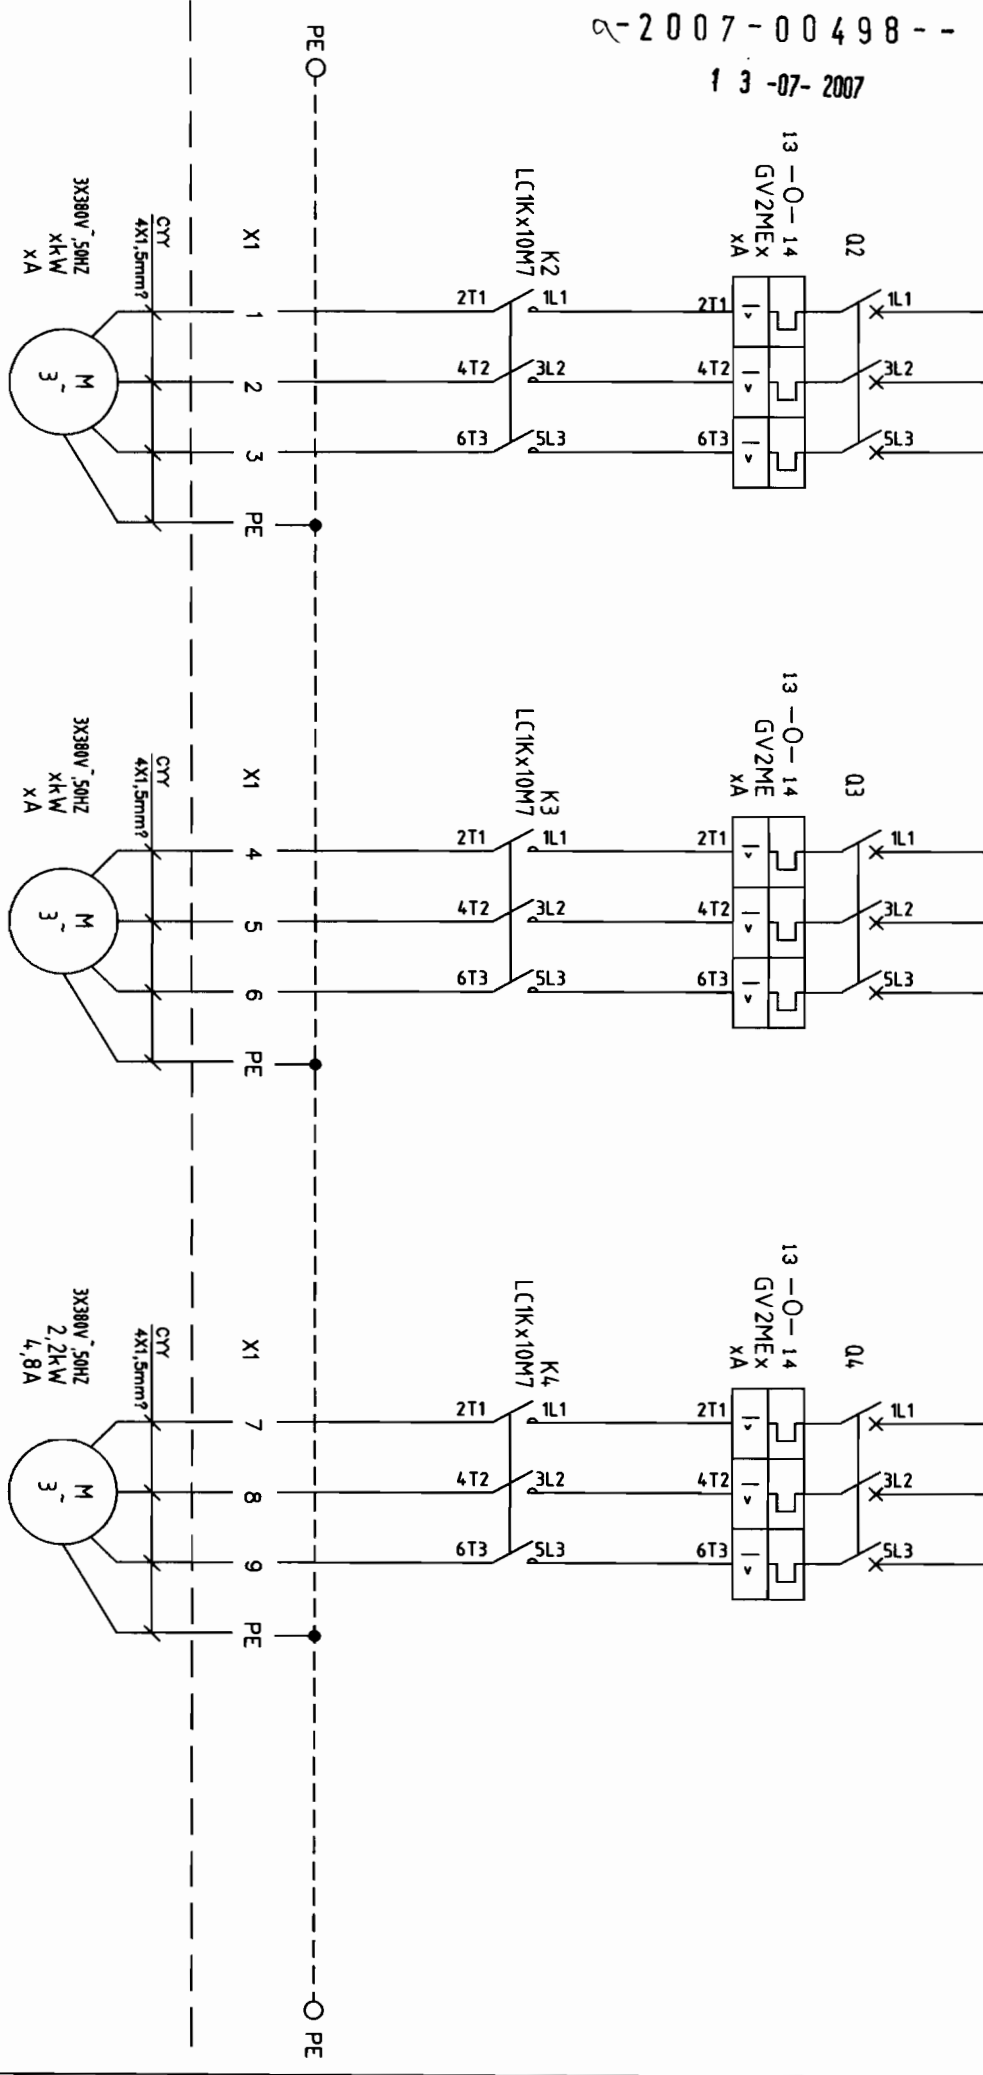 a-2007-00498--
13-07-2007
Q2
13 -O- 14
GV2MEx
xA
1L1
3L2
5L3
2T1
4T2
6T3
K2
LC1Kx10M7
1L1
3L2
5L3
2T1
4T2
6T3
PE
X1
1
2
3
PE
CYY
4X1,5mm?
3X380V~,50HZ
xkW
xA
M
3~
Q3
13 -O- 14
GV2ME
xA
1L1
3L2
5L3
2T1
4T2
6T3
K3
LC1Kx10M7
1L1
3L2
5L3
2T1
4T2
6T3
X1
4
5
6
PE
CYY
4X1,5mm?
3X380V~,50HZ
xkW
xA
M
3~
Q4
13 -O- 14
GV2MEx
xA
1L1
3L2
5L3
2T1
4T2
6T3
K4
LC1Kx10M7
1L1
3L2
5L3
2T1
4T2
6T3
X1
7
8
9
PE
CYY
4X1,5mm?
3X380V~,50HZ
2,2kW
4,8A
M
3~
PE